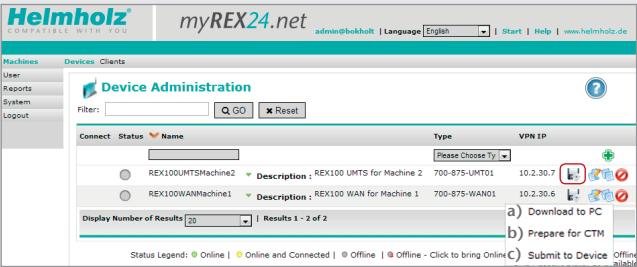 Helmholz®
COMPATIBLE WITH YOU
myREX24.net
admin@bokholt | Language English | Start | Help | www.helmholz.de
Machines
Devices Clients
User
Reports
System
Logout
Device Administration
Filter: GO Reset
Connect Status Name Type VPN IP
Please Choose Ty
REX100UMTSMachine2 Description : REX100 UMTS for Machine 2 700-875-UMT01 10.2.30.7
REX100WANMachine1 Description : REX100 WAN for Machine 1 700-875-WAN01 10.2.30.6
Display Number of Results 20 | Results 1 - 2 of 2
a) Download to PC
b) Prepare for CTM
c) Submit to Device
Status Legend: Online | Online and Connected | Offline | Offline - Click to bring Online
Offline